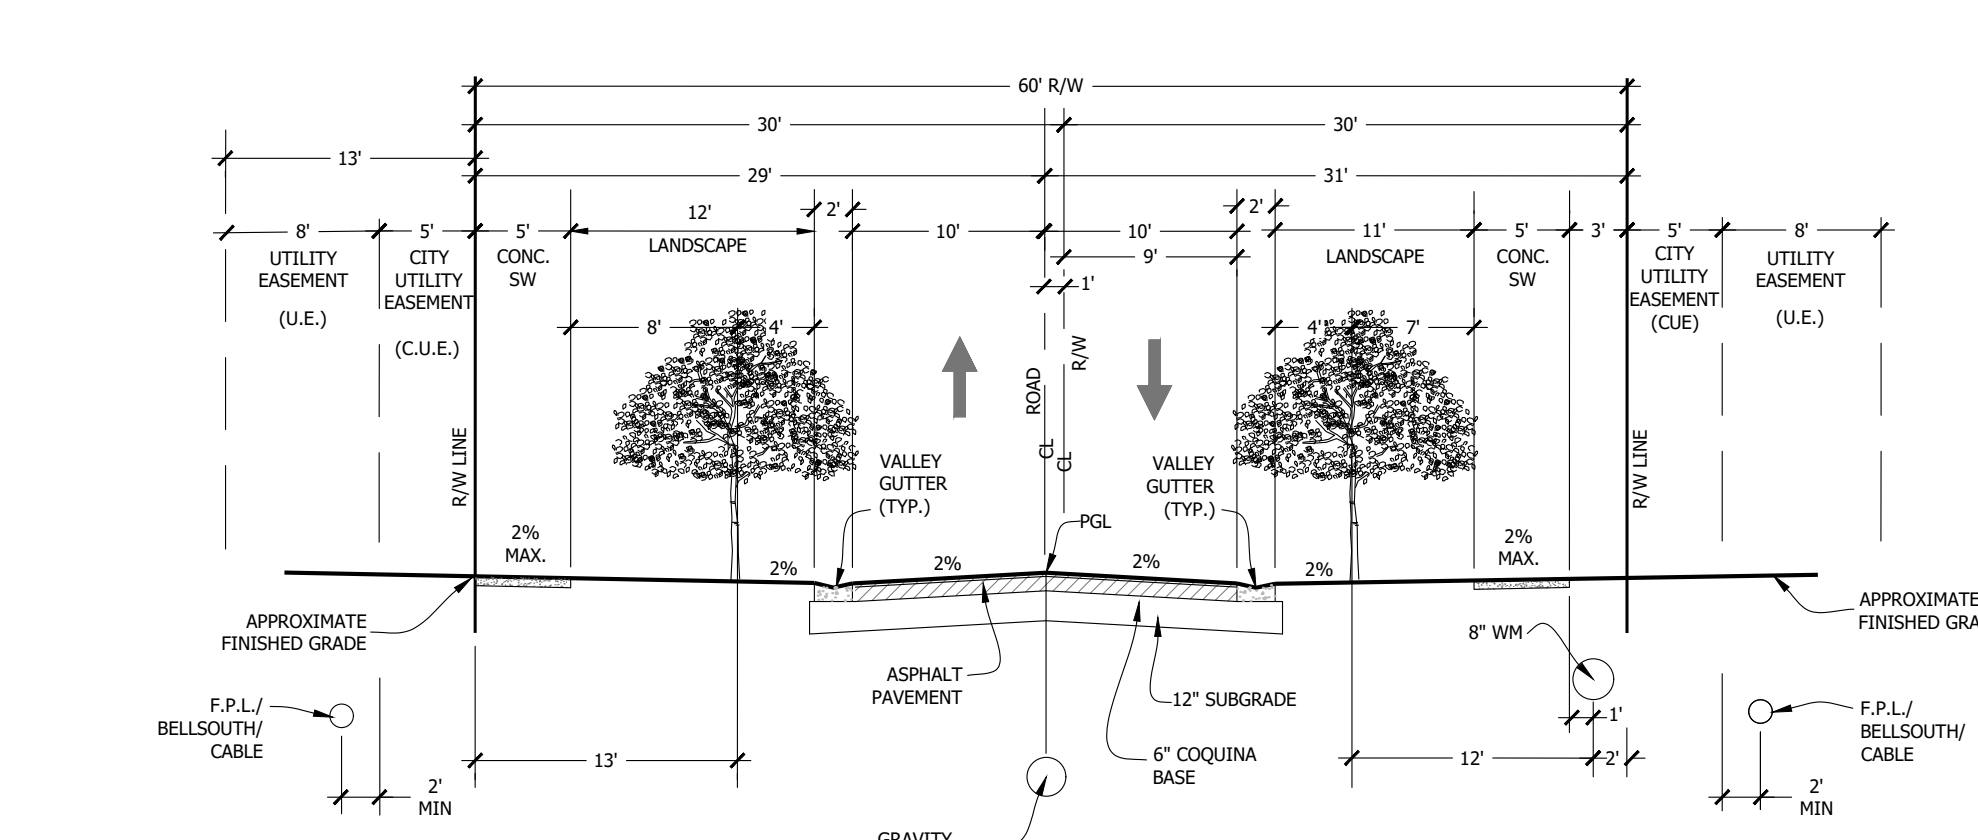 60' R/W
30'
30'
13'
29'
31'
12'
2'
2'
8'
5'
5'
10'
10'
11'
5'
3'
5'
8'
LANDSCAPE
9'
LANDSCAPE
1'
UTILITY
EASEMENT
(U.E.)
CITY
UTILITY
EASEMENT
(C.U.E.)
CONC.
SW
CONC.
SW
CITY
UTILITY
EASEMENT
(CUE)
UTILITY
EASEMENT
(U.E.)
8'
4'
4'
7'
ROAD
CL
R/W
CL
R/W LINE
R/W LINE
VALLEY
GUTTER
(TYP.)
VALLEY
GUTTER
(TYP.)
PGL
2%
MAX.
2%
2%
2%
2%
2%
MAX.
APPROXIMATE
FINISHED GRADE
APPROXIMATE
FINISHED GRA
8" WM
ASPHALT
PAVEMENT
12" SUBGRADE
6" COQUINA
BASE
F.P.L./
BELLSOUTH/
CABLE
F.P.L./
BELLSOUTH/
CABLE
1'
13'
12'
2'
2'
MIN
2'
MIN
GRAVITY